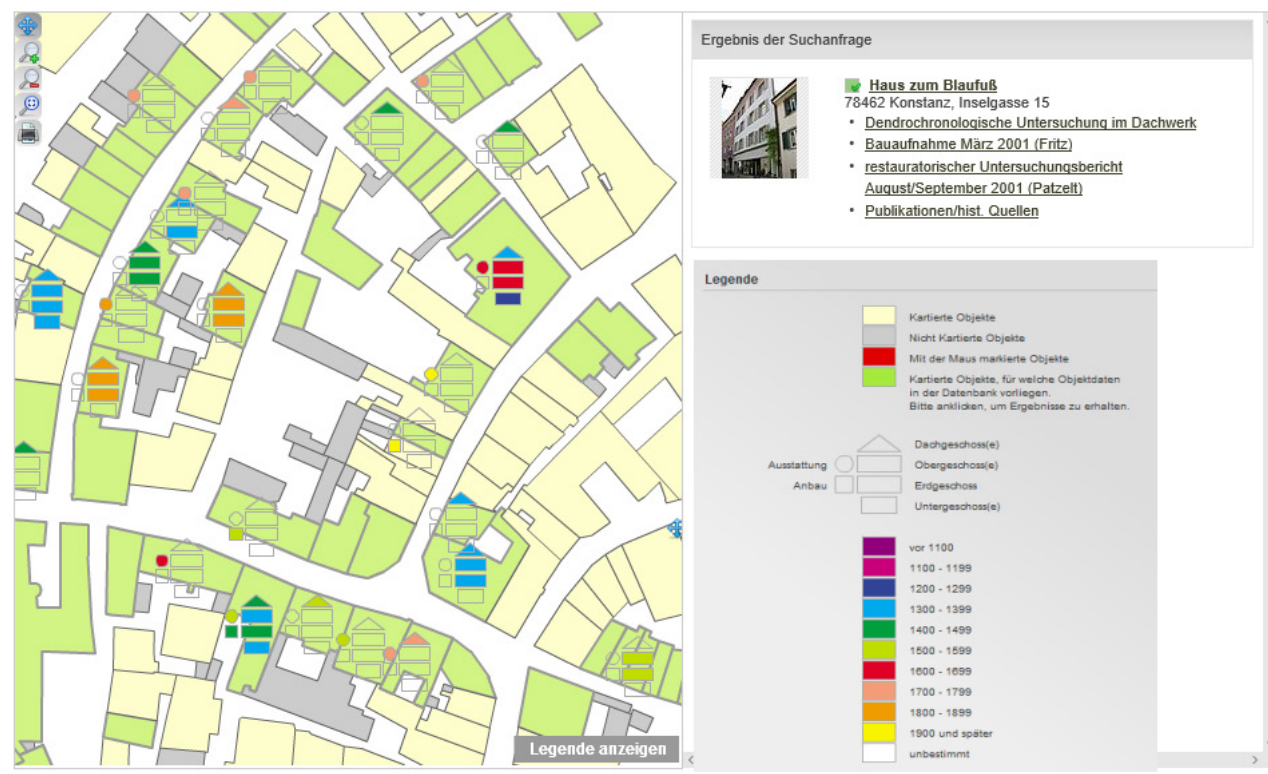 Ergebnis der Suchanfrage
Haus zum Blaufuß
78462 Konstanz, Inselgasse 15
• Dendrochronologische Untersuchung im Dachwerk
• Bauaufnahme März 2001 (Fritz)
• restauratorischer Untersuchungsbericht
August/September 2001 (Patzelt)
• Publikationen/hist. Quellen
Legende
Kartierte Objekte
Nicht Kartierte Objekte
Mit der Maus markierte Objekte
Kartierte Objekte, für welche Objektdaten
in der Datenbank vorliegen.
Bitte anklicken, um Ergebnisse zu erhalten.
Dachgeschoss(e)
Ausstattung Obergeschoss(e)
Anbau Erdgeschoss
Untergeschoss(e)
vor 1100
1100 - 1199
1200 - 1299
1300 - 1399
1400 - 1499
1500 - 1599
1600 - 1699
1700 - 1799
1800 - 1899
1900 und später
unbestimmt
Legende anzeigen